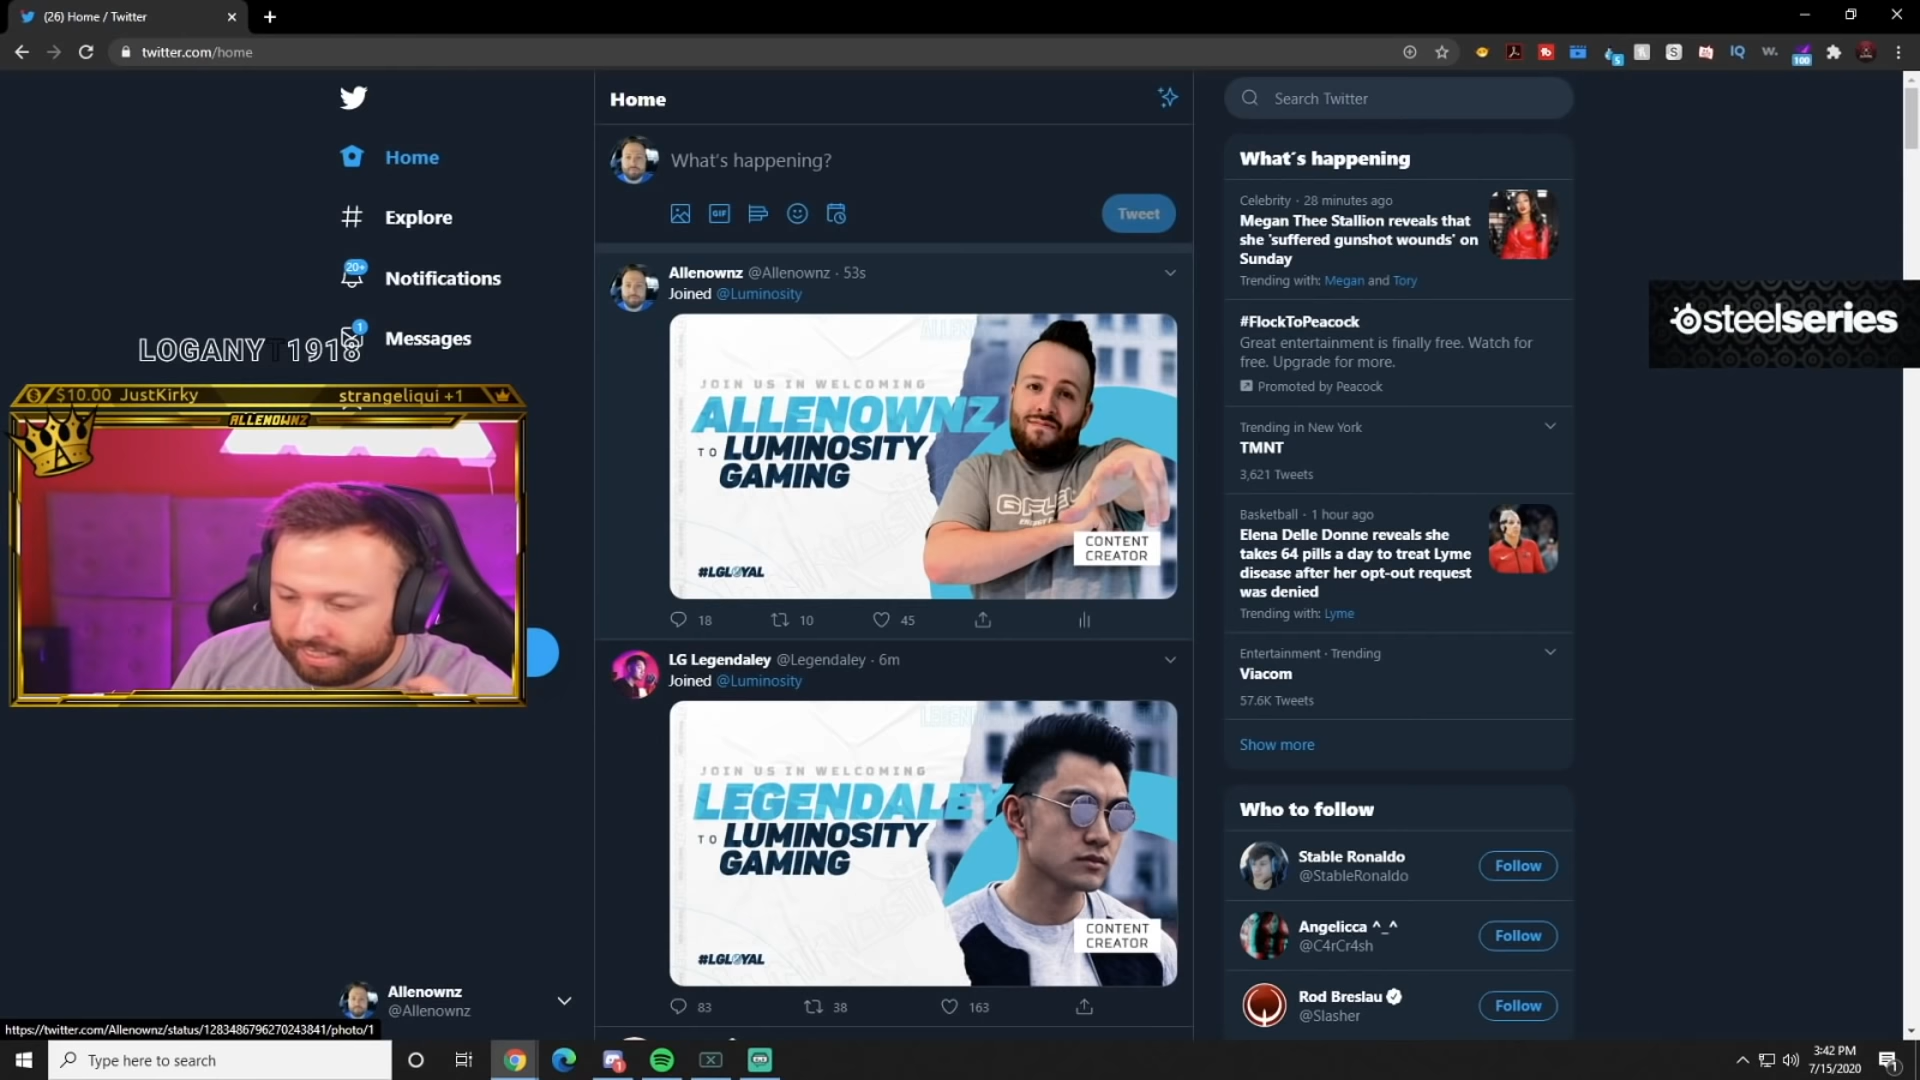 (26) Home / Twitter
twitter.com/home
Home
Explore
20+
Notifications
1
Messages
LOGANY 1918
$10.00 JustKirky
strangeliqui +1
ALLENOWNZ
A
Allenownz
@Allenownz
https://twitter.com/Allenownz/status/1283486796270243841/photo/1
Home
What's happening?
GIF
Tweet
Allenownz @Allenownz · 53s
Joined @Luminosity
JOIN US IN WELCOMING
ALLENOWNZ
TO LUMINOSITY
GAMING
CONTENT
CREATOR
#LGLOYAL
18
10
45
LG Legendaley @Legendaley · 6m
Joined @Luminosity
JOIN US IN WELCOMING
LEGENDALEY
TO LUMINOSITY
GAMING
CONTENT
CREATOR
#LGLOYAL
83
38
163
Search Twitter
What's happening
Celebrity · 28 minutes ago
Megan Thee Stallion reveals that
she 'suffered gunshot wounds' on
Sunday
Trending with: Megan and Tory
#FlockToPeacock
Great entertainment is finally free. Watch for
free. Upgrade for more.
Promoted by Peacock
Trending in New York
TMNT
3,621 Tweets
Basketball · 1 hour ago
Elena Delle Donne reveals she
takes 64 pills a day to treat Lyme
disease after her opt-out request
was denied
Trending with: Lyme
Entertainment · Trending
Viacom
57.6K Tweets
Show more
Who to follow
Stable Ronaldo
@StableRonaldo
Follow
Angelicca ^_^
@C4rCr4sh
Follow
Rod Breslau
@Slasher
Follow
steelseries
Type here to search
3:42 PM
7/15/2020